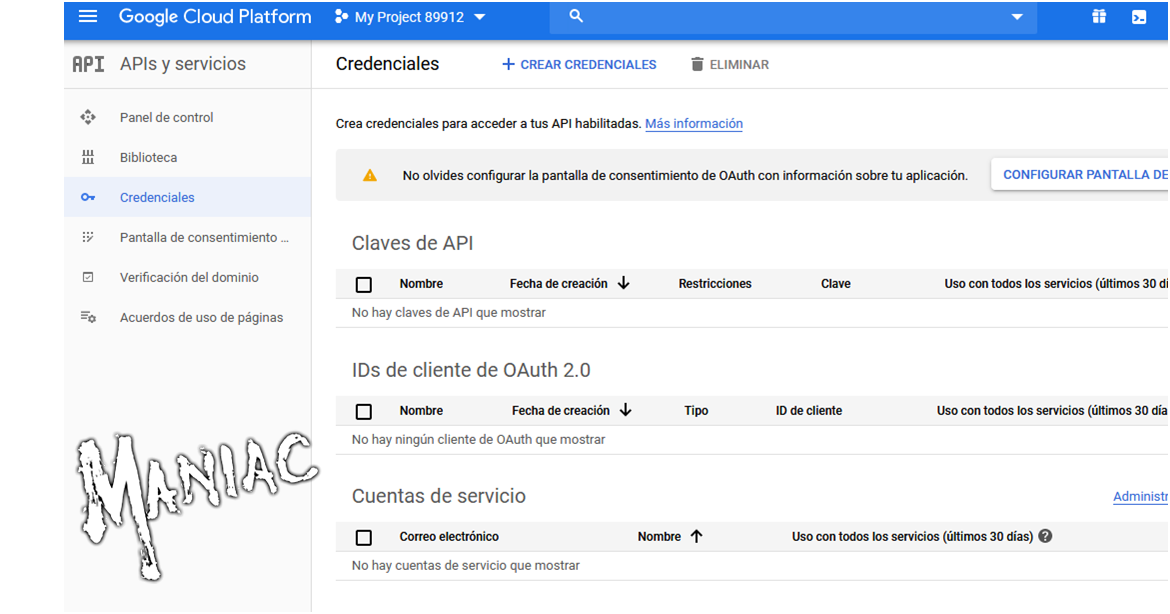 Google Cloud Platform My Project 89912
API APIs y servicios Credenciales + CREAR CREDENCIALES ELIMINAR
Panel de control
Biblioteca
Credenciales
Pantalla de consentimiento ...
Verificación del dominio
Acuerdos de uso de páginas
Crea credenciales para acceder a tus API habilitadas. Más información
No olvides configurar la pantalla de consentimiento de OAuth con información sobre tu aplicación. CONFIGURAR PANTALLA DE
Claves de API
Nombre Fecha de creación Restricciones Clave Uso con todos los servicios (últimos 30 dí
No hay claves de API que mostrar
IDs de cliente de OAuth 2.0
Nombre Fecha de creación Tipo ID de cliente Uso con todos los servicios (últimos 30 día
No hay ningún cliente de OAuth que mostrar
Cuentas de servicio Administr
Correo electrónico Nombre Uso con todos los servicios (últimos 30 días)
No hay cuentas de servicio que mostrar
MANIAC